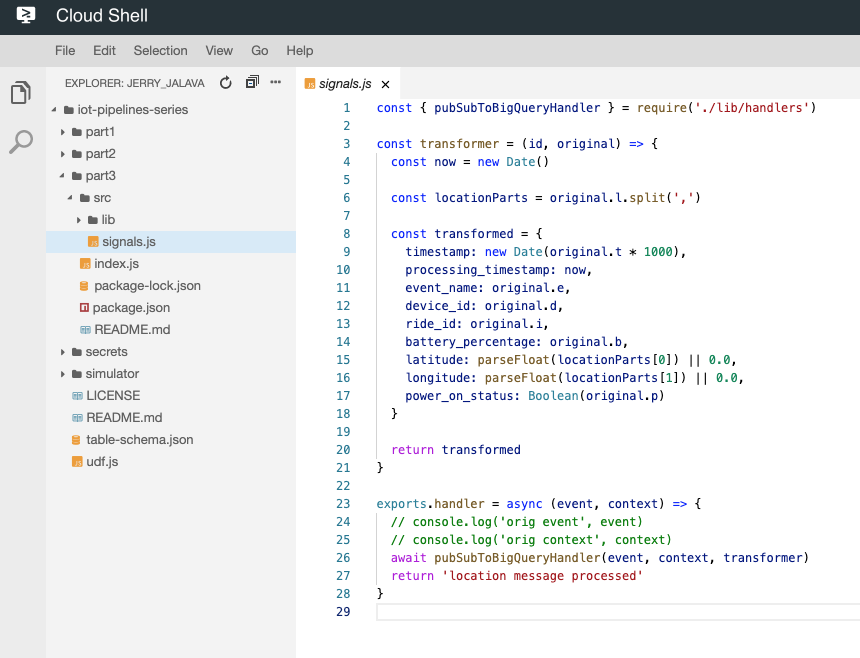 Cloud Shell
File Edit Selection View Go Help
EXPLORER: JERRY_JALAVA
iot-pipelines-series
part1
part2
part3
src
lib
signals.js
index.js
package-lock.json
package.json
README.md
secrets
simulator
LICENSE
README.md
table-schema.json
udf.js
signals.js
1 const { pubSubToBigQueryHandler } = require('./lib/handlers')
2
3 const transformer = (id, original) => {
4   const now = new Date()
5
6   const locationParts = original.l.split(',')
7
8   const transformed = {
9     timestamp: new Date(original.t * 1000),
10     processing_timestamp: now,
11     event_name: original.e,
12     device_id: original.d,
13     ride_id: original.i,
14     battery_percentage: original.b,
15     latitude: parseFloat(locationParts[0]) || 0.0,
16     longitude: parseFloat(locationParts[1]) || 0.0,
17     power_on_status: Boolean(original.p)
18   }
19
20   return transformed
21 }
22
23 exports.handler = async (event, context) => {
24   // console.log('orig event', event)
25   // console.log('orig context', context)
26   await pubSubToBigQueryHandler(event, context, transformer)
27   return 'location message processed'
28 }
29